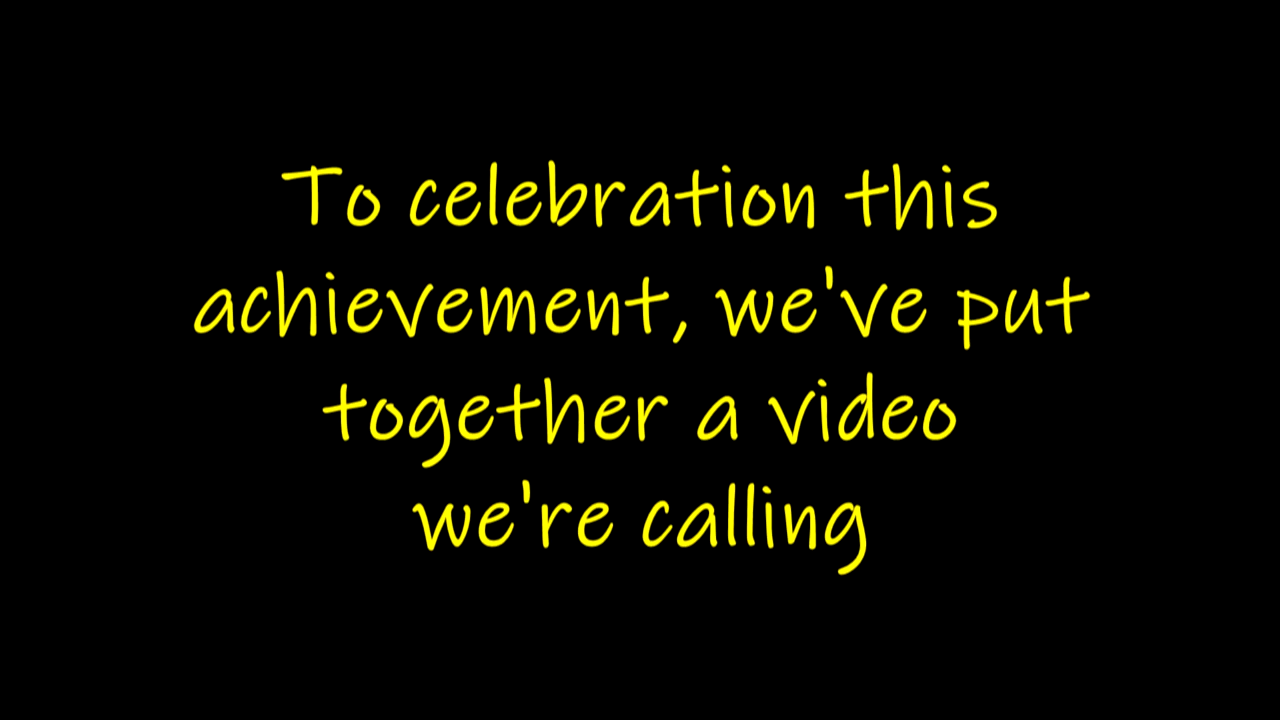 To celebration this
achievement, we've put
together a video
we're calling